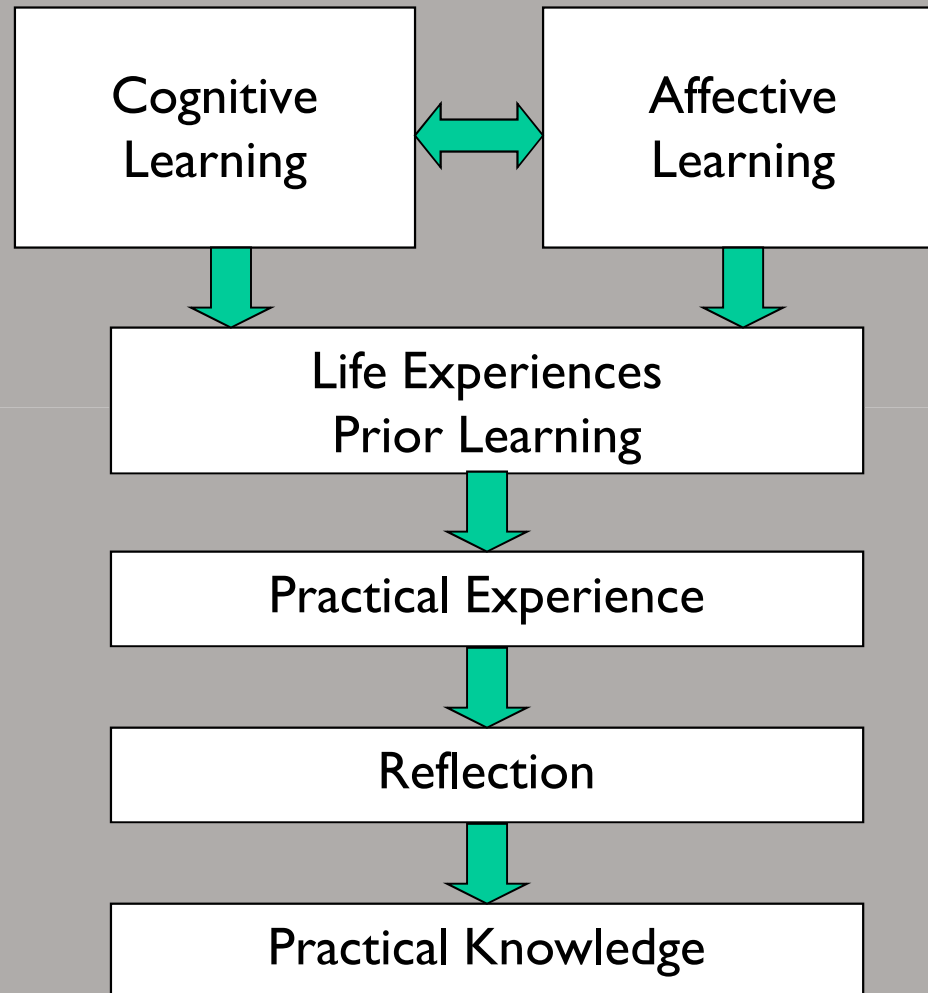 Cognitive
Learning
Affective
Learning
Life Experiences
Prior Learning
Practical Experience
Reflection
Practical Knowledge